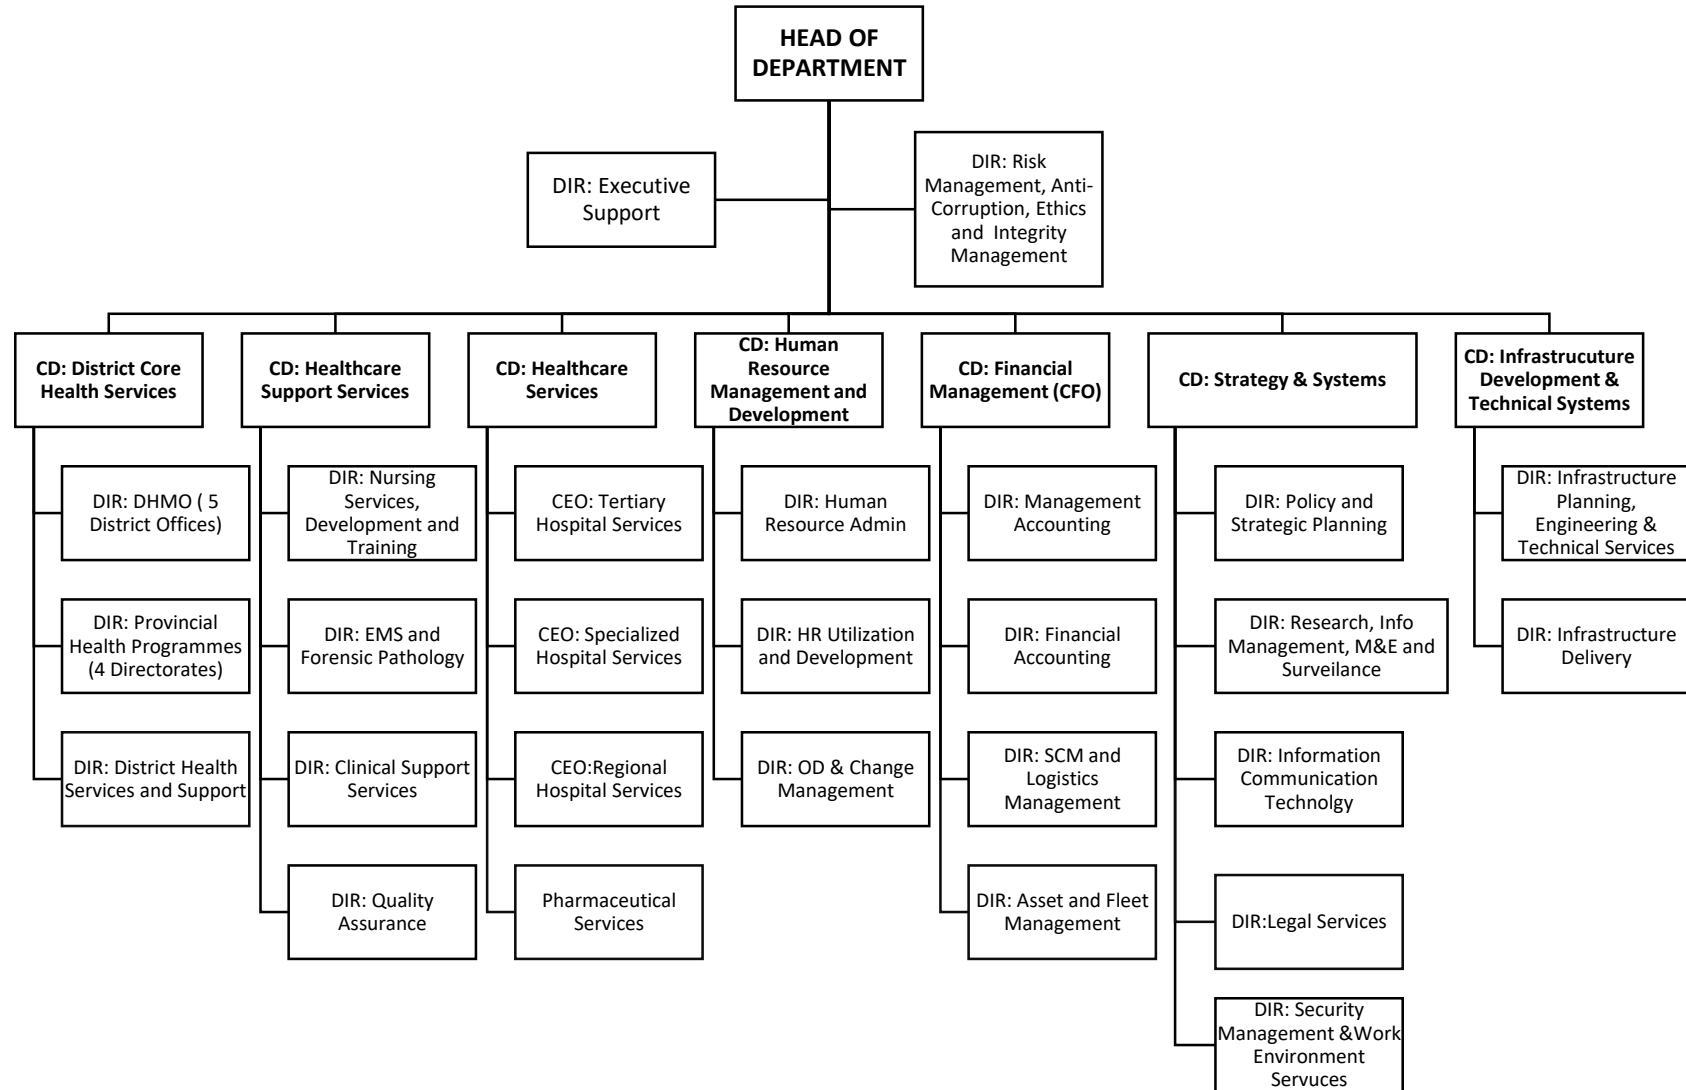 HEAD OF
DEPARTMENT
DIR: Executive
Support
DIR: Risk
Management, Anti-
Corruption, Ethics
and Integrity
Management
CD: District Core
Health Services
DIR: DHMO ( 5
District Offices)
DIR: Provincial
Health Programmes
(4 Directorates)
DIR: District Health
Services and Support
CD: Healthcare
Support Services
DIR: Nursing
Services,
Development and
Training
DIR: EMS and
Forensic Pathology
DIR: Clinical Support
Services
DIR: Quality
Assurance
CD: Healthcare
Services
CEO: Tertiary
Hospital Services
CEO: Specialized
Hospital Services
CEO:Regional
Hospital Services
Pharmaceutical
Services
CD: Human
Resource
Management and
Development
DIR: Human
Resource Admin
DIR: HR Utilization
and Development
DIR: OD & Change
Management
CD: Financial
Management (CFO)
DIR: Management
Accounting
DIR: Financial
Accounting
DIR: SCM and
Logistics
Management
DIR: Asset and Fleet
Management
CD: Strategy & Systems
DIR: Policy and
Strategic Planning
DIR: Research, Info
Management, M&E and
Surveilance
DIR: Information
Communication
Technolgy
DIR:Legal Services
DIR: Security
Management &Work
Environment
Servuces
CD: Infrastrucuture
Development &
Technical Systems
DIR: Infrastructure
Planning,
Engineering &
Technical Services
DIR: Infrastructure
Delivery